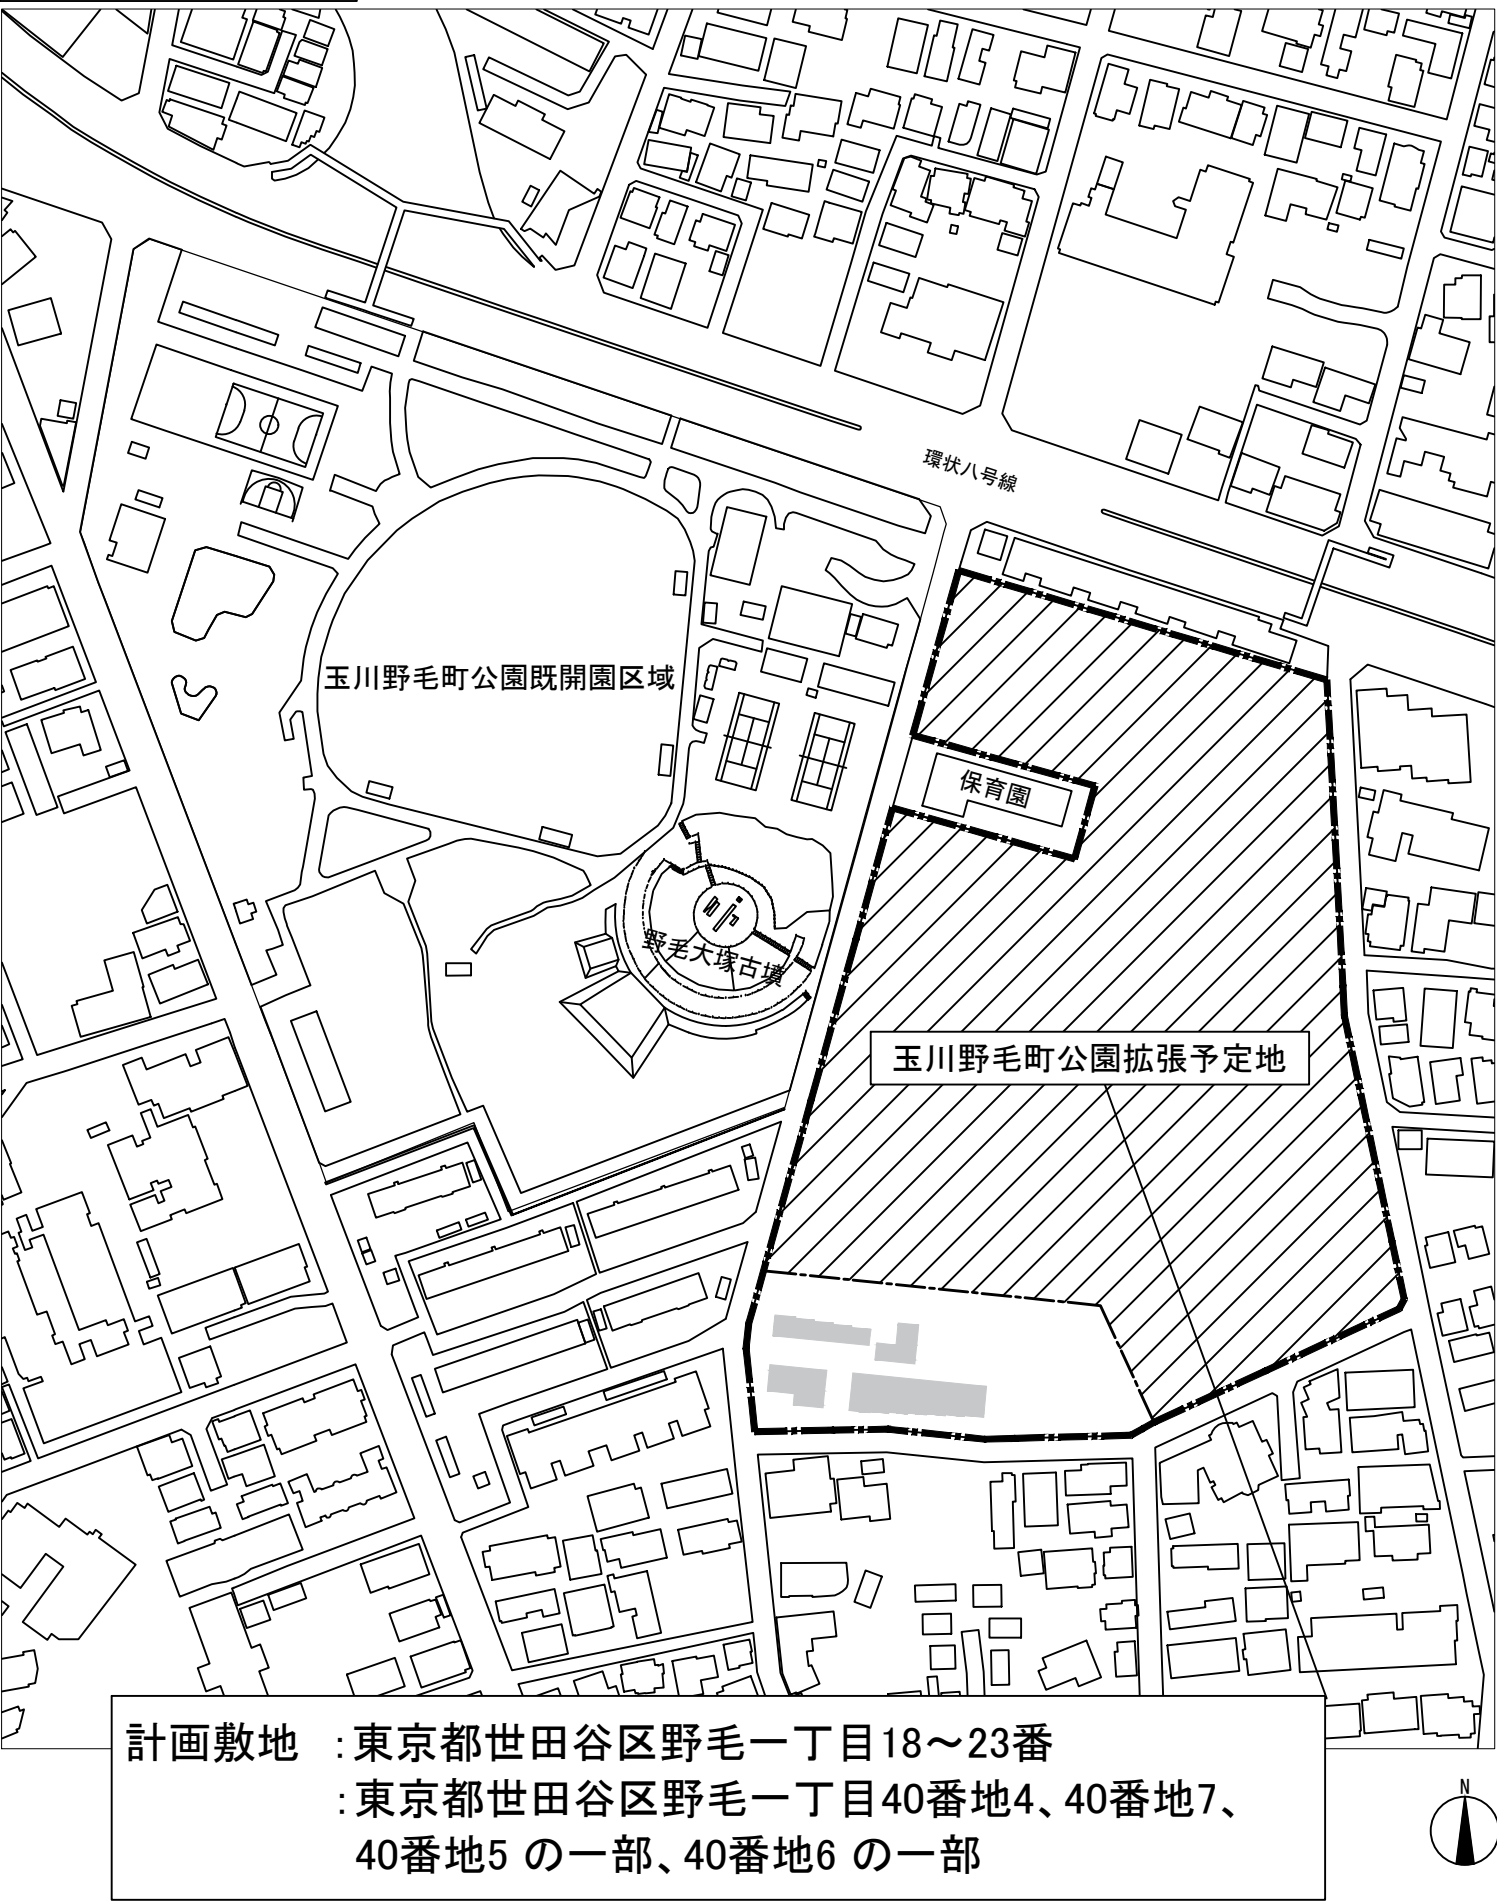 環状八号線
玉川野毛町公園既開園区域
保育園
野毛大塚古墳
玉川野毛町公園拡張予定地
計画敷地　:東京都世田谷区野毛一丁目18～23番
:東京都世田谷区野毛一丁目40番地4、40番地7、
40番地5 の一部、40番地6 の一部
N